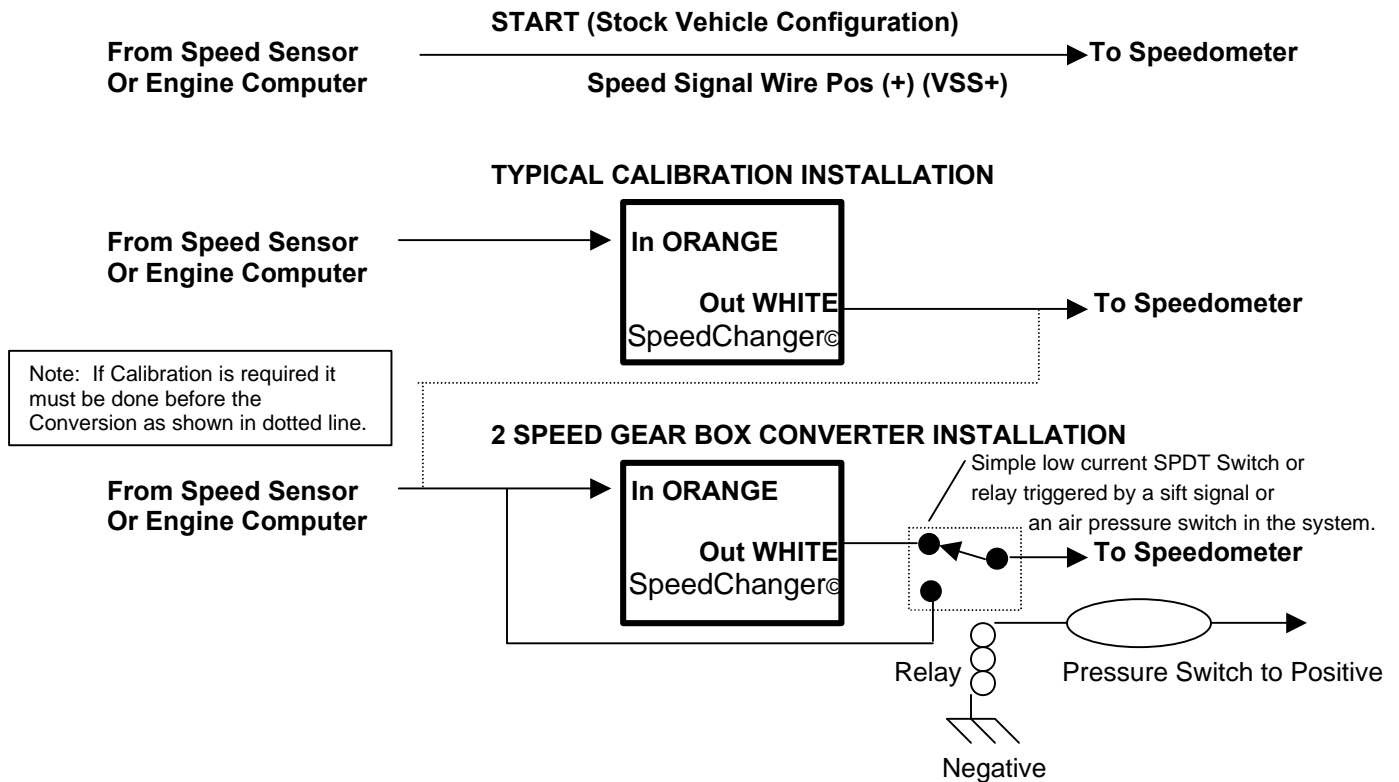 START (Stock Vehicle Configuration)
From Speed Sensor
Or Engine Computer
To Speedometer
Speed Signal Wire Pos (+) (VSS+)
TYPICAL CALIBRATION INSTALLATION
From Speed Sensor
Or Engine Computer
In ORANGE
Out WHITE
SpeedChanger©
To Speedometer
Note: If Calibration is required it
must be done before the
Conversion as shown in dotted line.
2 SPEED GEAR BOX CONVERTER INSTALLATION
Simple low current SPDT Switch or
relay triggered by a sift signal or
an air pressure switch in the system.
From Speed Sensor
Or Engine Computer
In ORANGE
Out WHITE
SpeedChanger©
To Speedometer
Relay
Pressure Switch to Positive
Negative